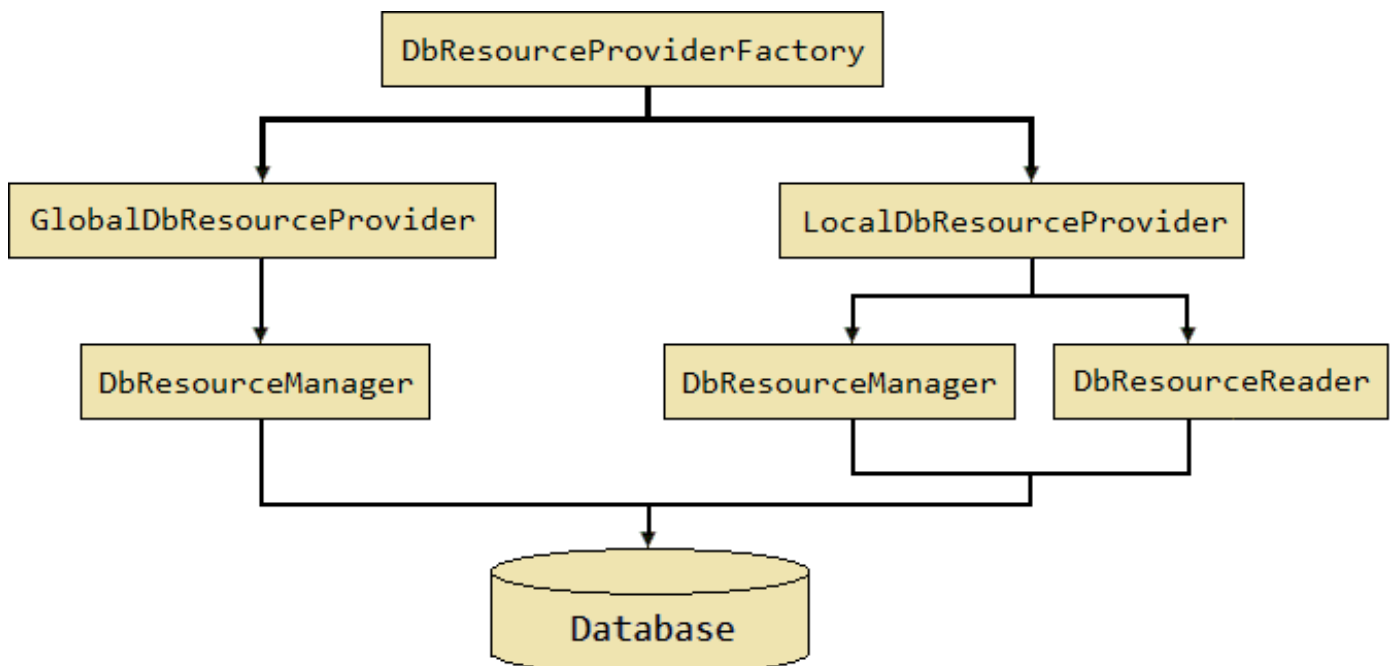 DbResourceProviderFactory
GlobalDbResourceProvider
LocalDbResourceProvider
DbResourceManager
DbResourceManager
DbResourceReader
Database